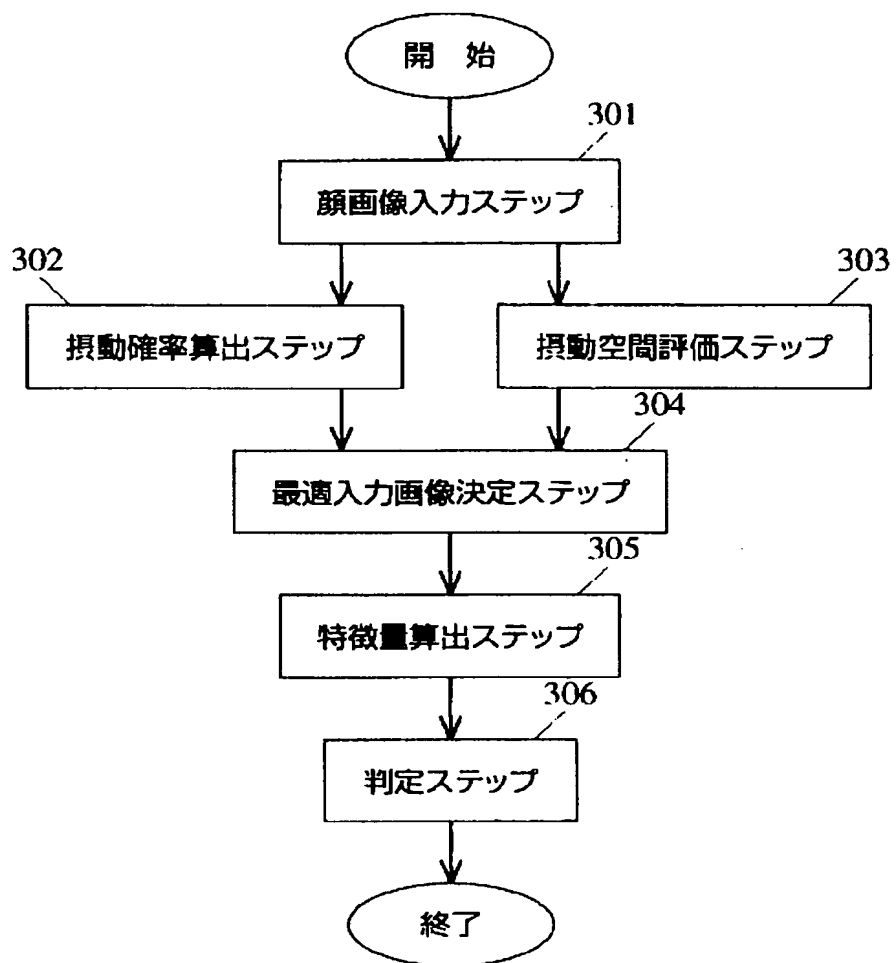 開 始
301
顔画像入力ステップ
302
303
摂動確率算出ステップ
摂動空間評価ステップ
304
最適入力画像決定ステップ
305
特徴量算出ステップ
306
判定ステップ
終了